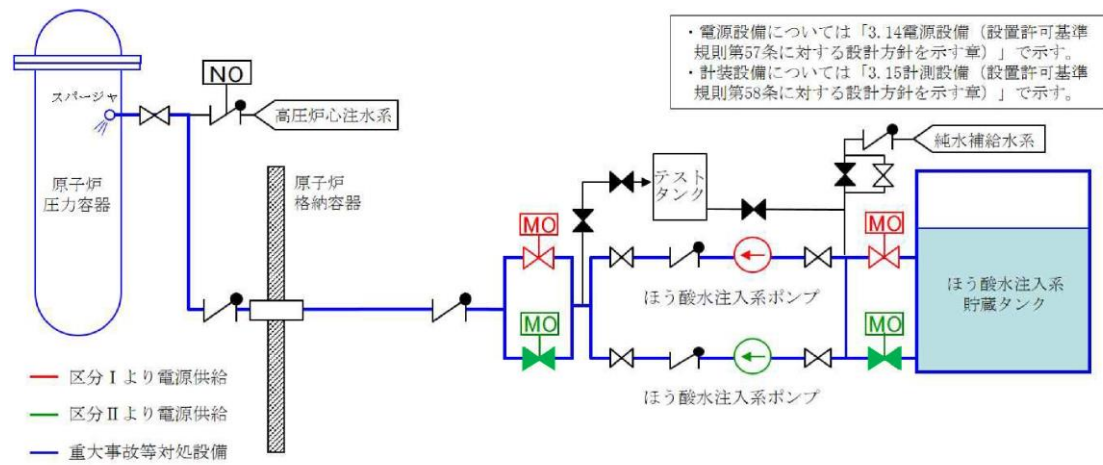 ・電源設備については「3.14電源設備（設置許可基準
規則第57条に対する設計方針を示す章）」で示す。
・計装設備については「3.15計測設備（設置許可基準
規則第58条に対する設計方針を示す章）」で示す。
NO
スパージャ
高圧炉心注水系
純水補給水系
テスト
タンク
原子炉
圧力容器
原子炉
格納容器
MO
MO
ほう酸水注入系ポンプ
ほう酸水注入系
貯蔵タンク
MO
MO
ほう酸水注入系ポンプ
区分Ⅰより電源供給
区分Ⅱより電源供給
重大事故等対処設備